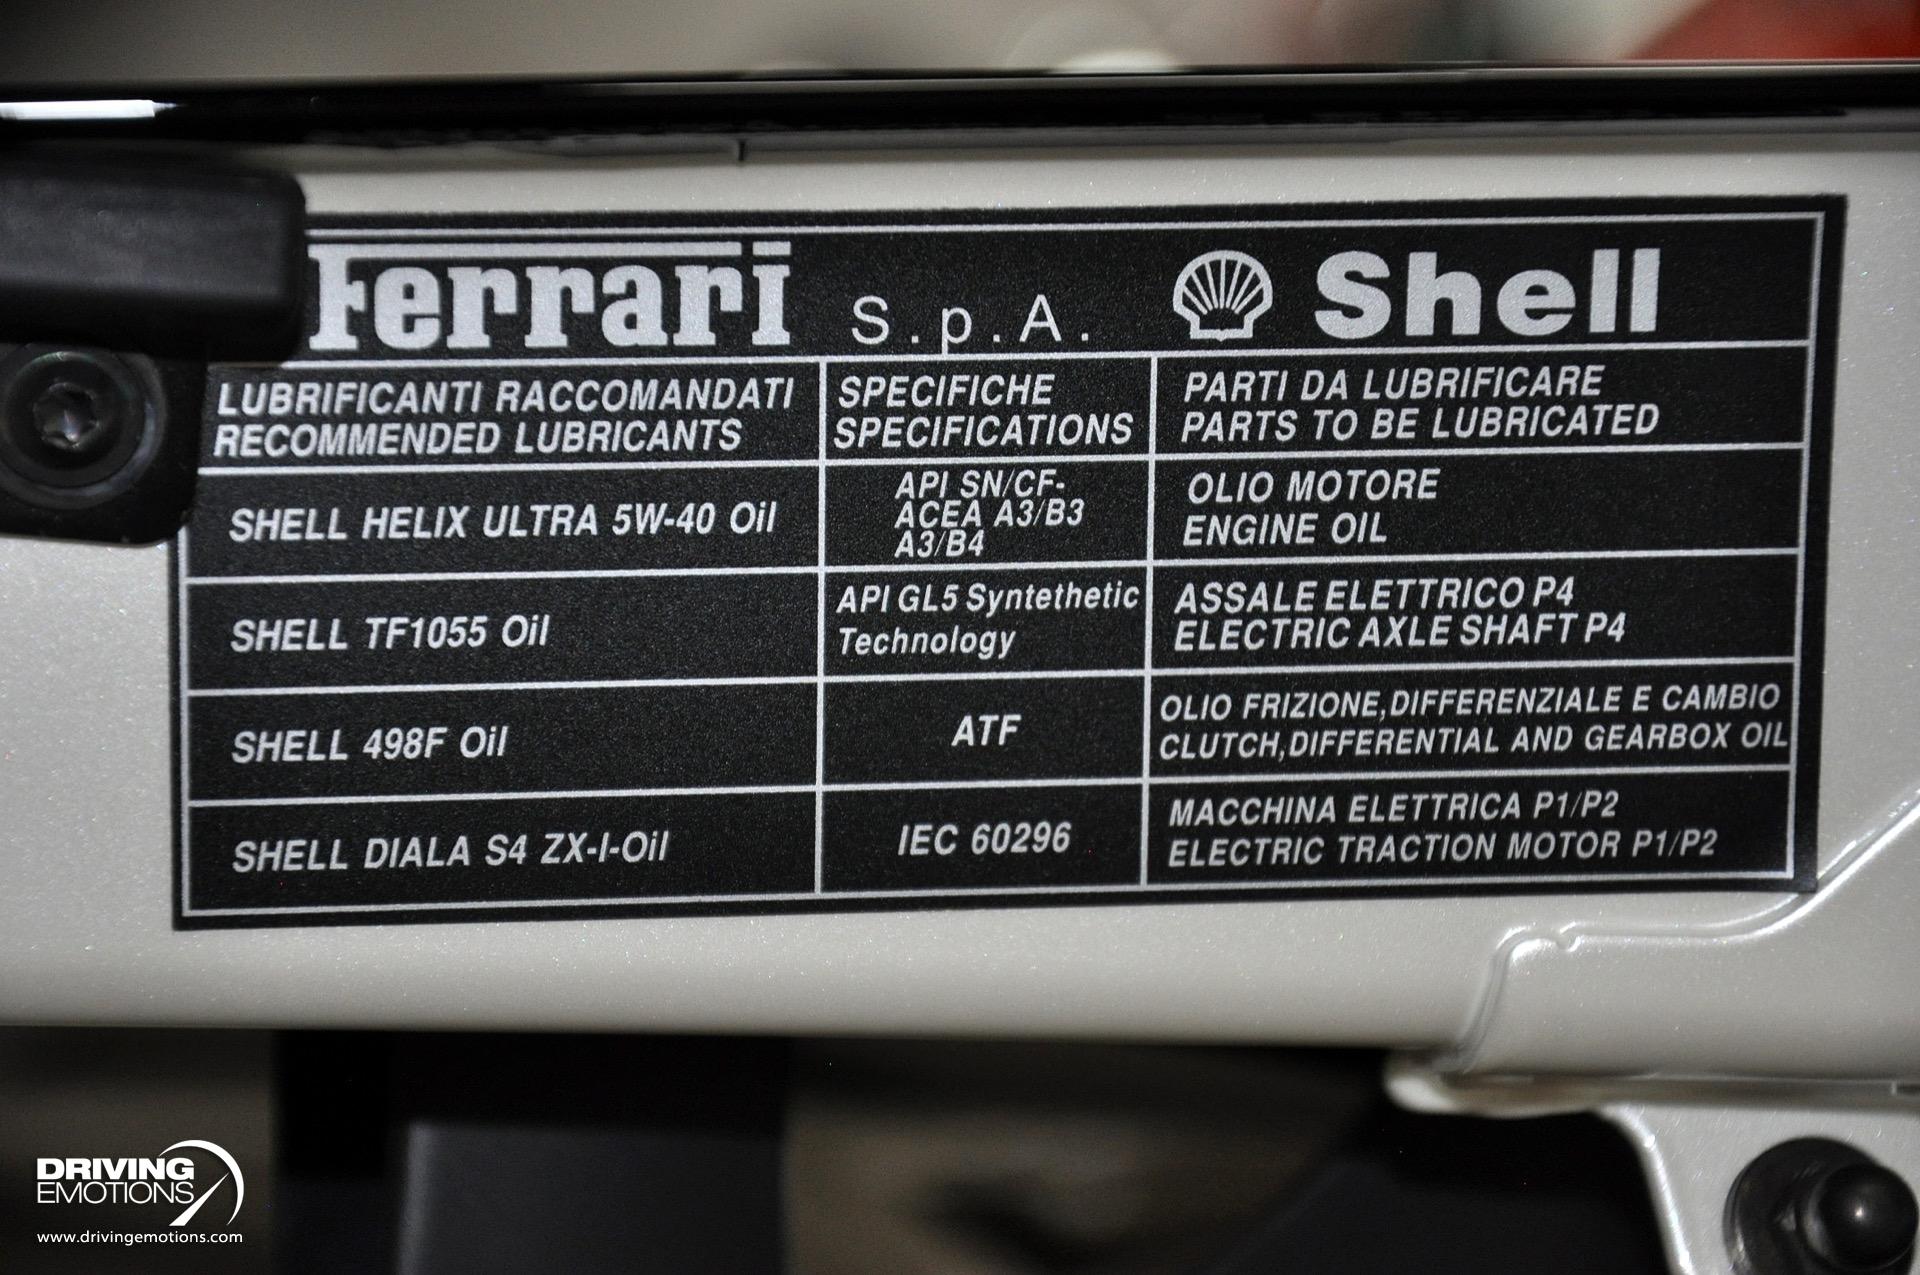 Ferrari S.p.A. Shell
LUBRIFICANTI RACCOMANDATI
RECOMMENDED LUBRICANTS
SPECIFICHE
SPECIFICATIONS
PARTI DA LUBRIFICARE
PARTS TO BE LUBRICATED
SHELL HELIX ULTRA 5W-40 Oil
API SN/CF-
ACEA A3/B3
A3/B4
OLIO MOTORE
ENGINE OIL
SHELL TF1055 Oil
API GL5 Syntethetic
Technology
ASSALE ELETTRICO P4
ELECTRIC AXLE SHAFT P4
SHELL 498F Oil
ATF
OLIO FRIZIONE,DIFFERENZIALE E CAMBIO
CLUTCH,DIFFERENTIAL AND GEARBOX OIL
SHELL DIALA S4 ZX-I-Oil
IEC 60296
MACCHINA ELETTRICA P1/P2
ELECTRIC TRACTION MOTOR P1/P2
DRIVING
EMOTIONS
www.drivingemotions.com